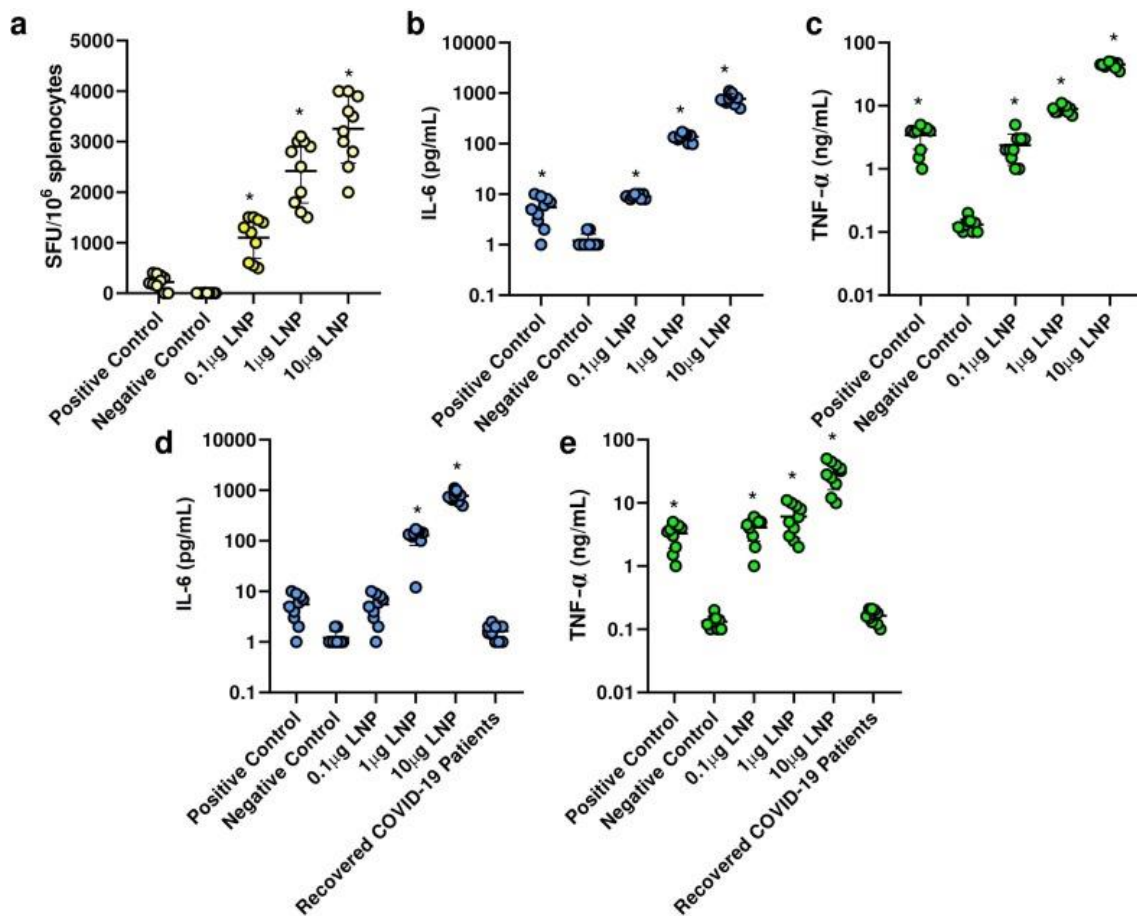 a
SFU/10⁶ splenocytes
5000
4000
3000
2000
1000
0
*
*
*
Positive Control
Negative Control
0.1μg LNP
1μg LNP
10μg LNP
b
IL-6 (pg/mL)
10000
1000
100
10
1
0.1
*
*
*
*
Positive Control
Negative Control
0.1μg LNP
1μg LNP
10μg LNP
c
TNF-α (ng/mL)
100
10
1
0.1
0.01
*
*
*
*
Positive Control
Negative Control
0.1μg LNP
1μg LNP
10μg LNP
d
IL-6 (pg/mL)
10000
1000
100
10
1
0.1
*
*
Positive Control
Negative Control
0.1μg LNP
1μg LNP
10μg LNP
Recovered COVID-19 Patients
e
TNF-α (ng/mL)
100
10
1
0.1
0.01
*
*
*
*
Positive Control
Negative Control
0.1μg LNP
1μg LNP
10μg LNP
Recovered COVID-19 Patients